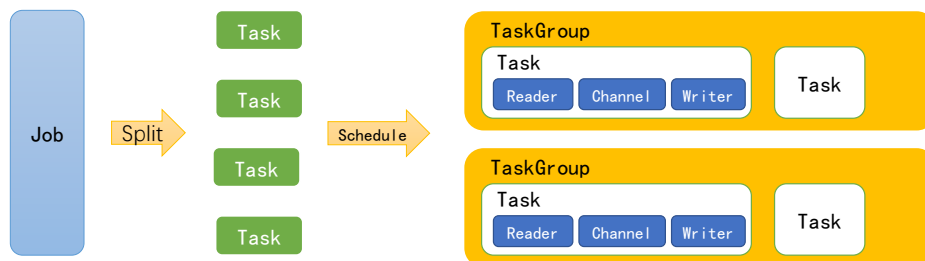 Job
Split
Task
Task
Task
Task
Schedule
TaskGroup
Task
Reader Channel Writer
Task
TaskGroup
Task
Reader Channel Writer
Task